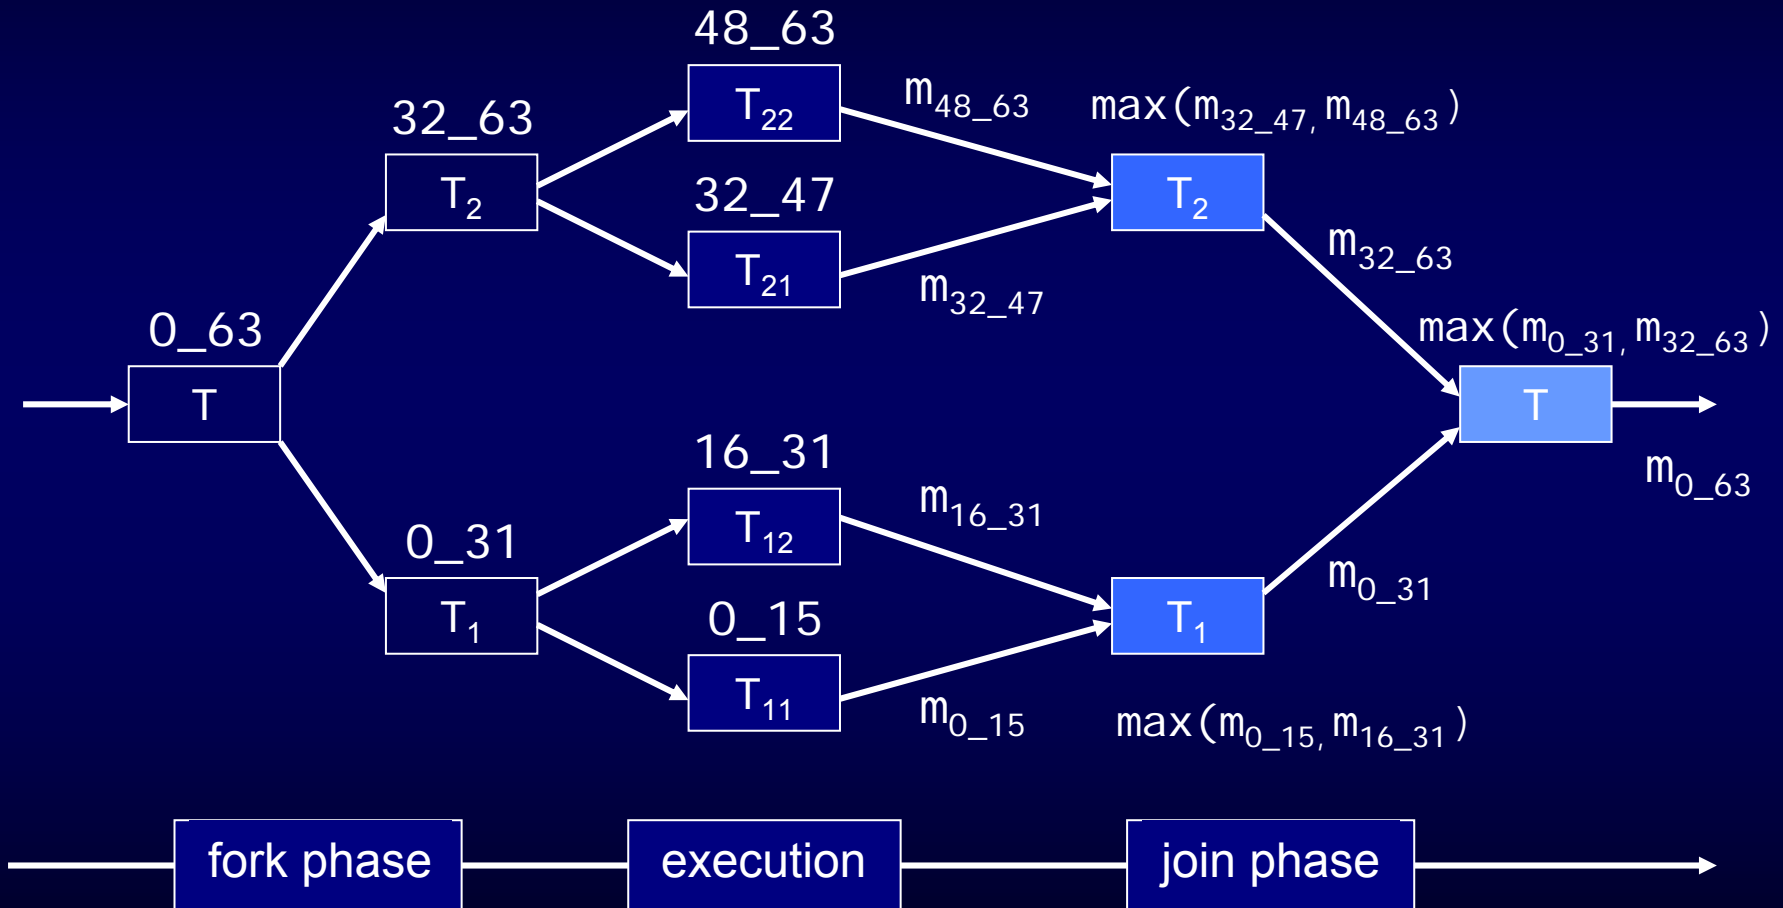 48_63
T22
m48_63
max(m32_47, m48_63)
32_63
T2
32_47
T21
m32_47
T2
m32_63
0_63
T
max(m0_31, m32_63)
T
m0_63
16_31
T12
m16_31
0_31
T1
0_15
T11
m0_15
T1
m0_31
max(m0_15, m16_31)
fork phase
execution
join phase